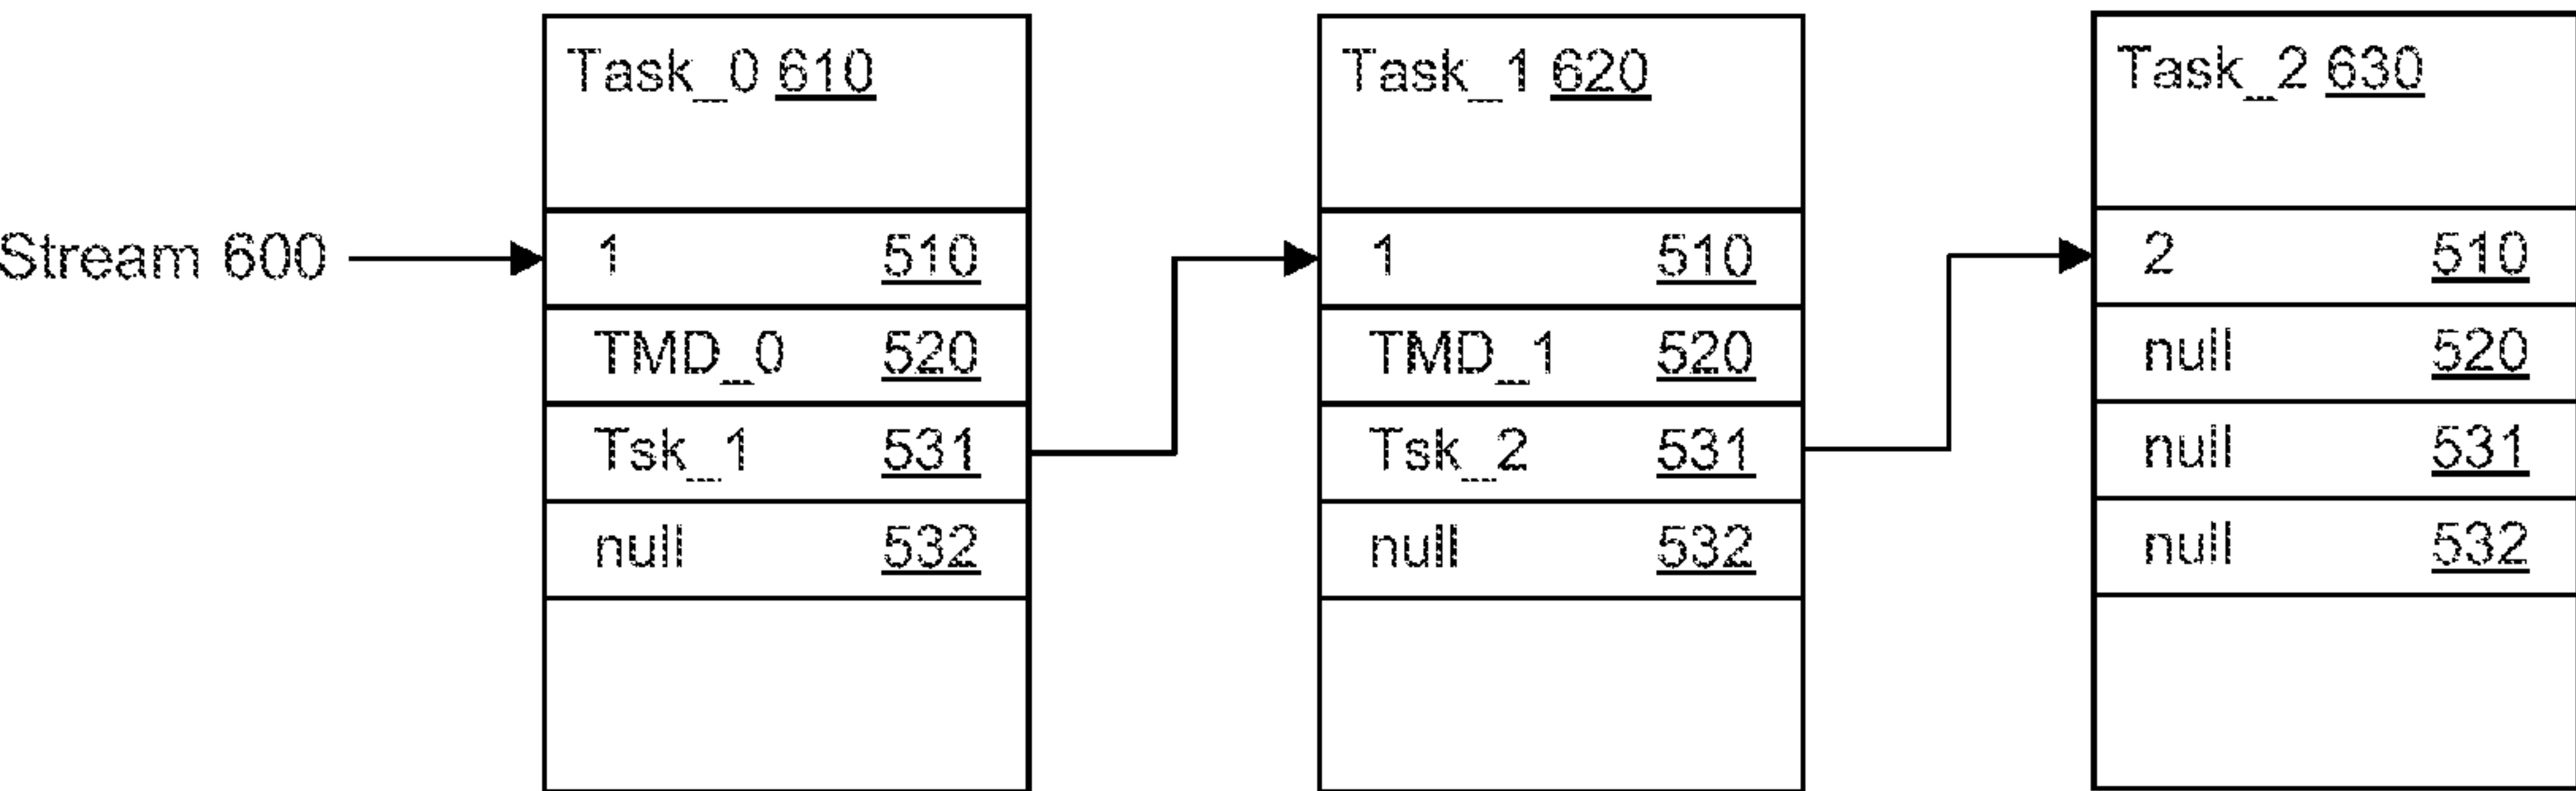 Stream 600
Task_0 610
1 510
TMD_0 520
Tsk_1 531
null 532
Task_1 620
1 510
TMD_1 520
Tsk_2 531
null 532
Task_2 630
2 510
null 520
null 531
null 532